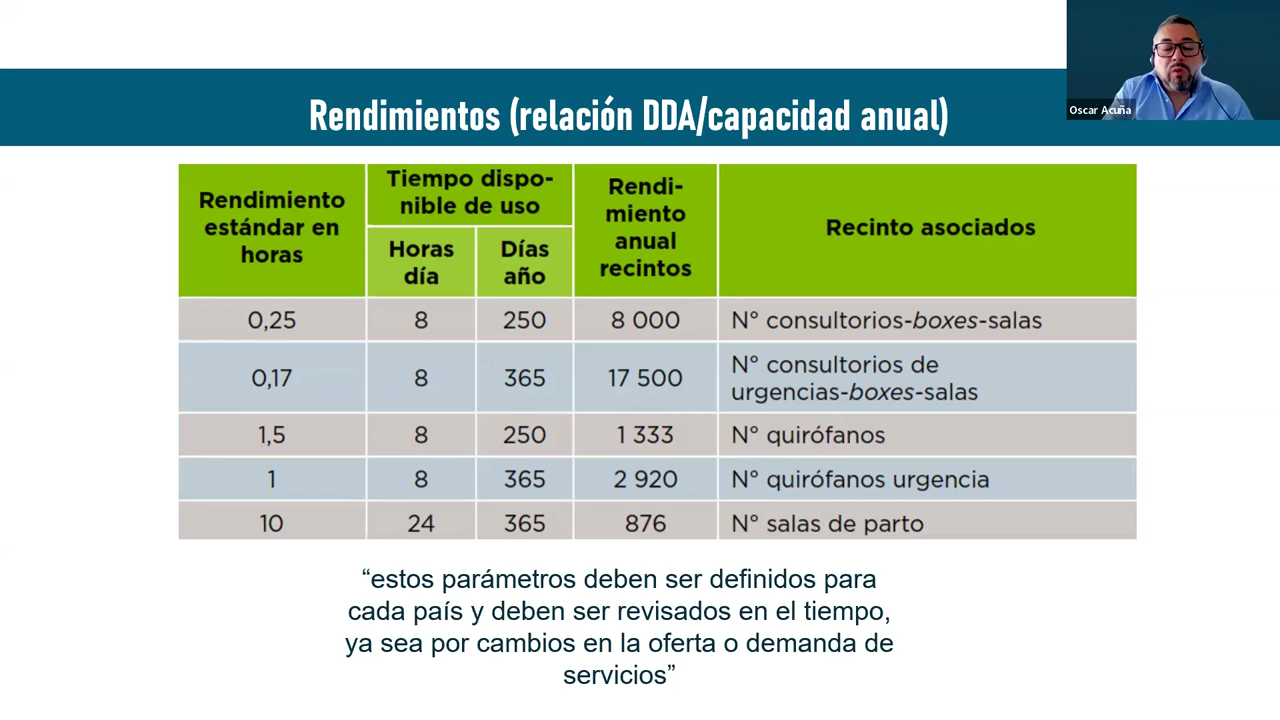 Oscar Acuña
Rendimientos (relación DDA/capacidad anual)
Rendimiento
estándar en
horas
Tiempo dispo-
nible de uso
Horas
día
Días
año
Rendi-
miento
anual
recintos
Recinto asociados
0,25 8 250 8 000 N° consultorios-boxes-salas
0,17 8 365 17 500 N° consultorios de
urgencias-boxes-salas
1,5 8 250 1 333 N° quirófanos
1 8 365 2 920 N° quirófanos urgencia
10 24 365 876 N° salas de parto
“estos parámetros deben ser definidos para
cada país y deben ser revisados en el tiempo,
ya sea por cambios en la oferta o demanda de
servicios”